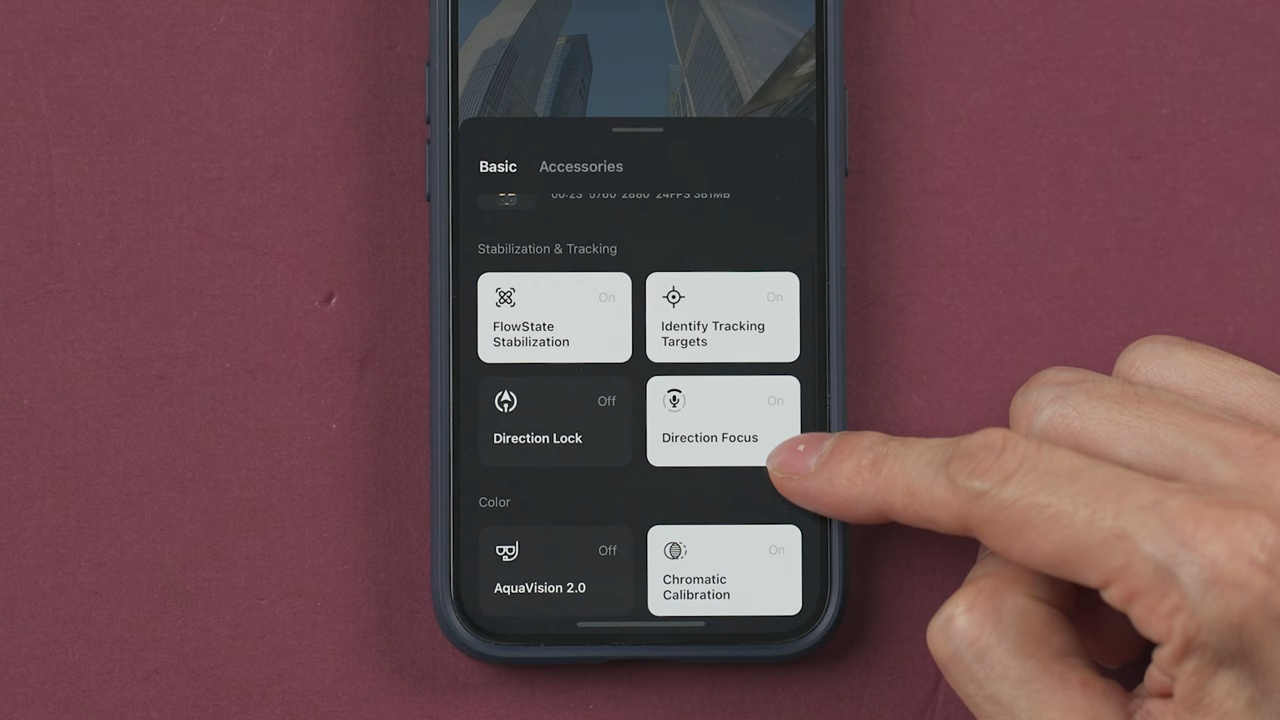 Basic Accessories
00:23 5760*2880 24FPS 381MB
Stabilization & Tracking
On
FlowState
Stabilization
On
Identify Tracking
Targets
Off
Direction Lock
On
Direction Focus
Color
Off
AquaVision 2.0
On
Chromatic
Calibration